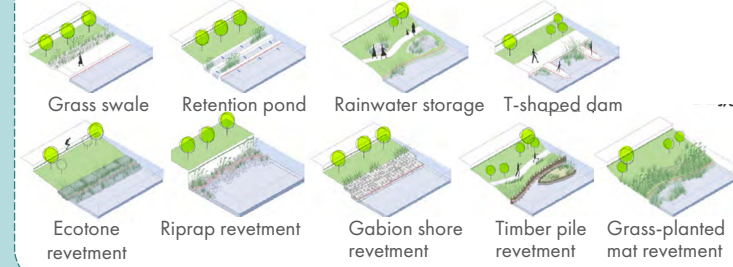 Grass swale Retention pond Rainwater storage T-shaped dam
Ecotone revetment
Riprap revetment
Gabion shore revetment
Timber pile revetment
Grass-planted mat revetment